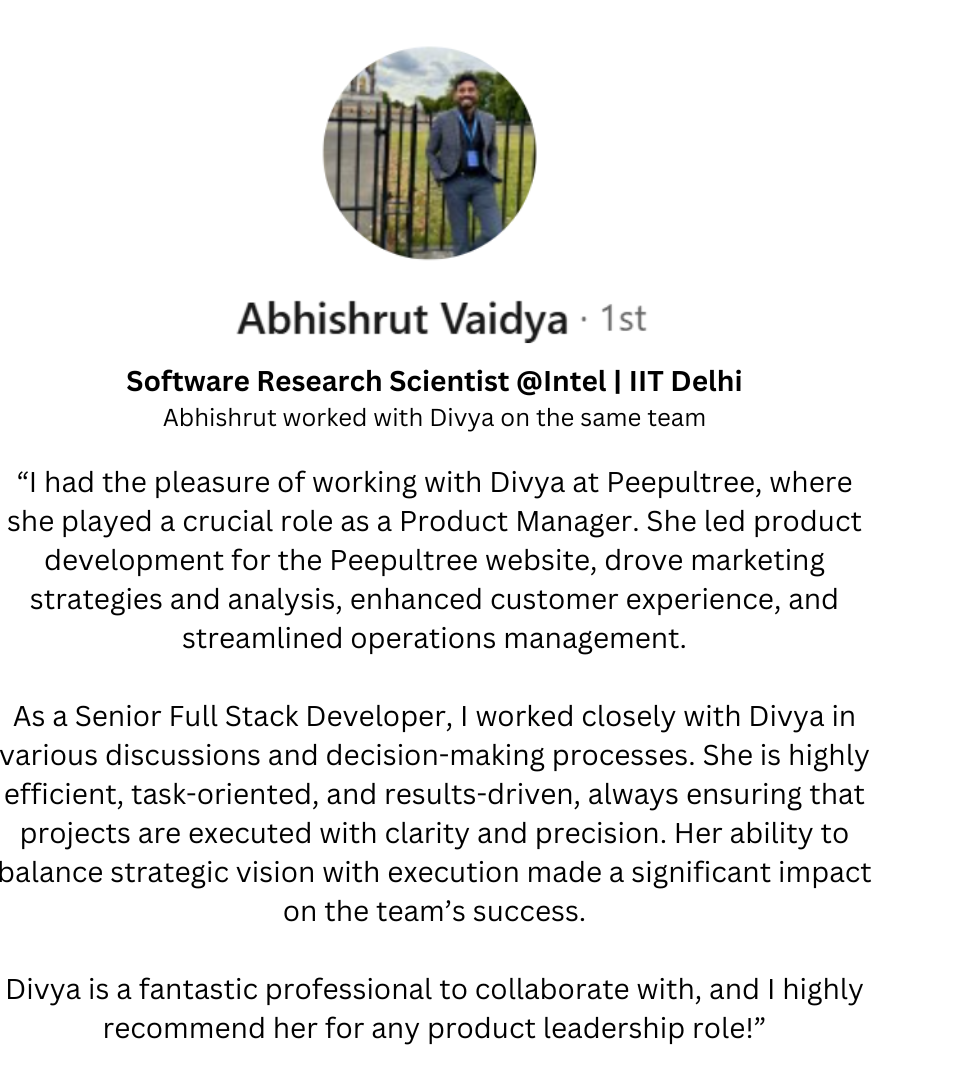 Abhishrut Vaidya · 1st
Software Research Scientist @Intel | IIT Delhi
Abhishrut worked with Divya on the same team
“I had the pleasure of working with Divya at Peepultree, where
she played a crucial role as a Product Manager. She led product
development for the Peepultree website, drove marketing
strategies and analysis, enhanced customer experience, and
streamlined operations management.
As a Senior Full Stack Developer, I worked closely with Divya in
various discussions and decision-making processes. She is highly
efficient, task-oriented, and results-driven, always ensuring that
projects are executed with clarity and precision. Her ability to
balance strategic vision with execution made a significant impact
on the team’s success.
Divya is a fantastic professional to collaborate with, and I highly
recommend her for any product leadership role!”